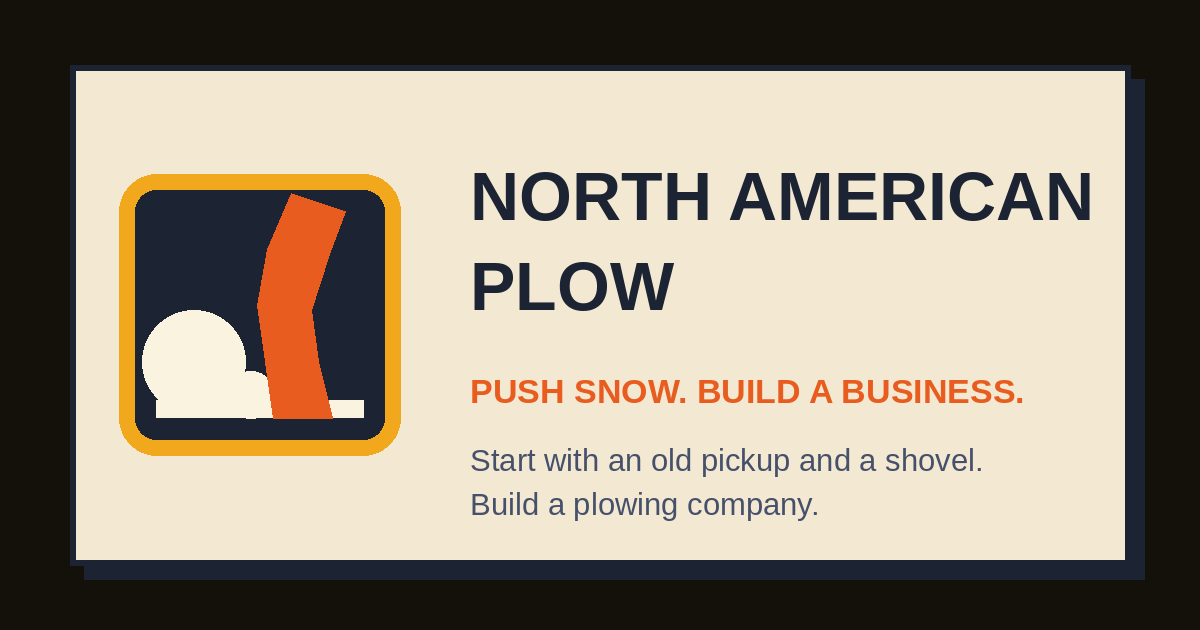 NORTH AMERICAN
PLOW
PUSH SNOW. BUILD A BUSINESS.
Start with an old pickup and a shovel.
Build a plowing company.